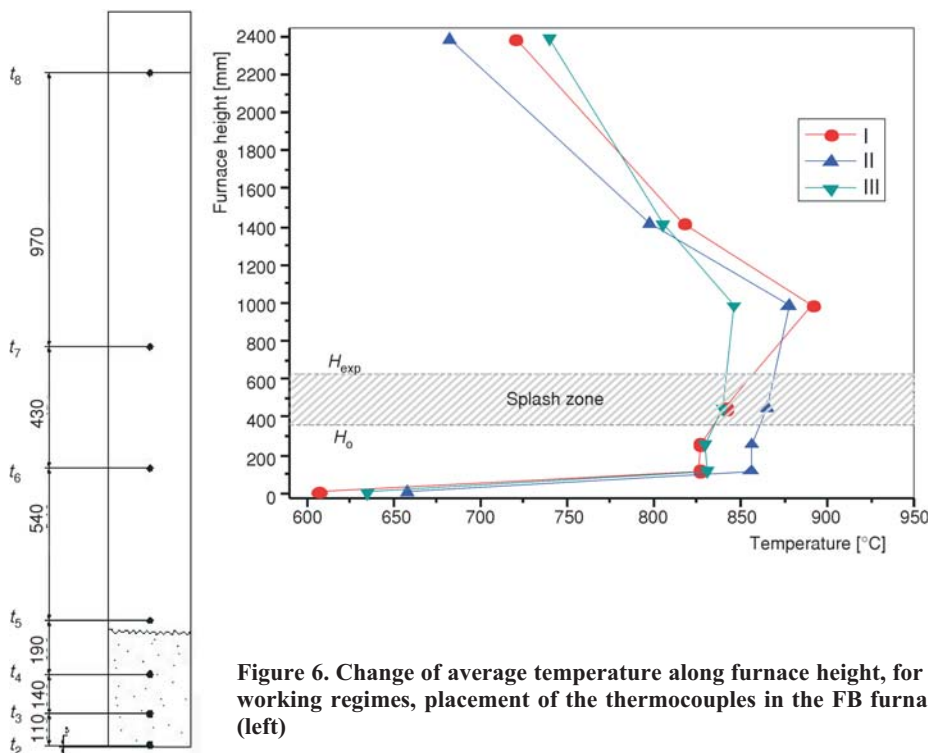 t8
970
t7
430
t6
540
t5
190
t4
140
t3
110
t2
Furnace height [mm]
2400
2200
2000
1800
1600
1400
1200
1000
800
600
400
200
0
I
II
III
Hexp
Splash zone
Ho
600 650 700 750 800 850 900 950
Temperature [°C]
Figure 6. Change of average temperature along furnace height, for
working regimes, placement of the thermocouples in the FB furna
(left)